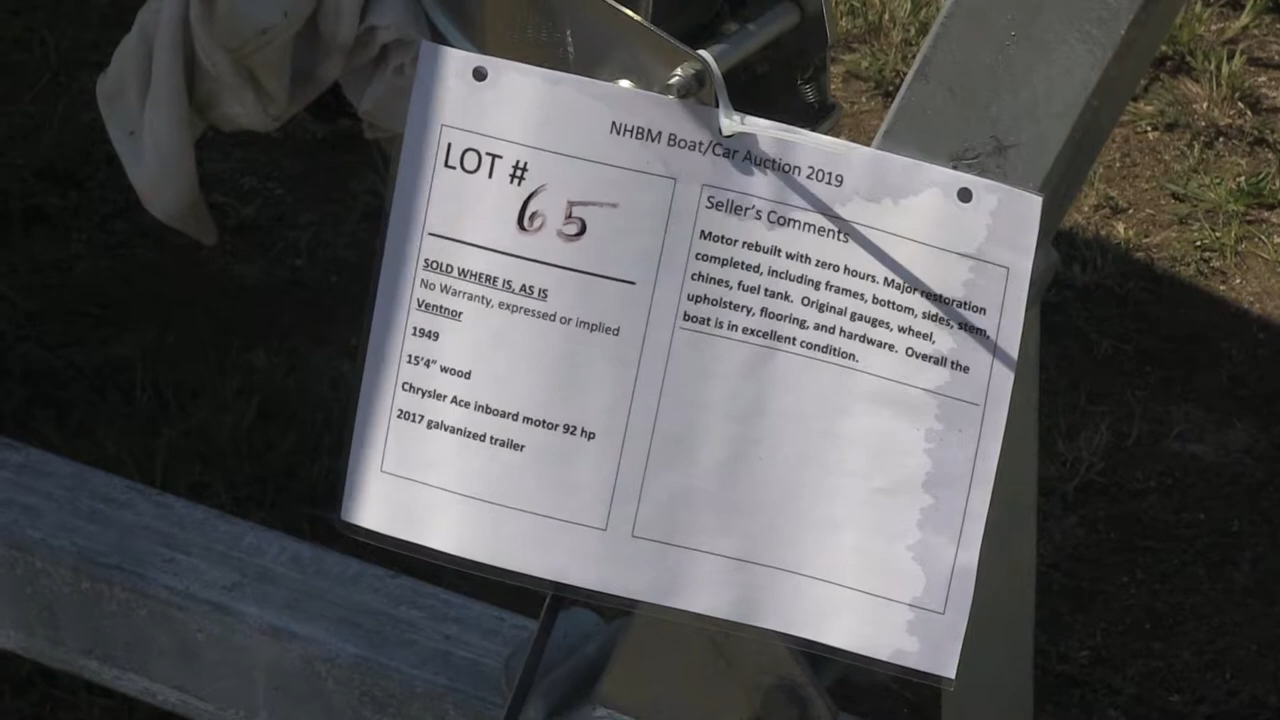 NHBM Boat/Car Auction 2019
LOT #
65
SOLD WHERE IS, AS IS
No Warranty, expressed or implied
Ventnor
1949
15'4" wood
Chrysler Ace inboard motor 92 hp
2017 galvanized trailer
Seller's Comments
Motor rebuilt with zero hours. Major restoration
completed, including frames, bottom, sides, stem,
chines, fuel tank. Original gauges, wheel,
upholstery, flooring, and hardware. Overall the
boat is in excellent condition.